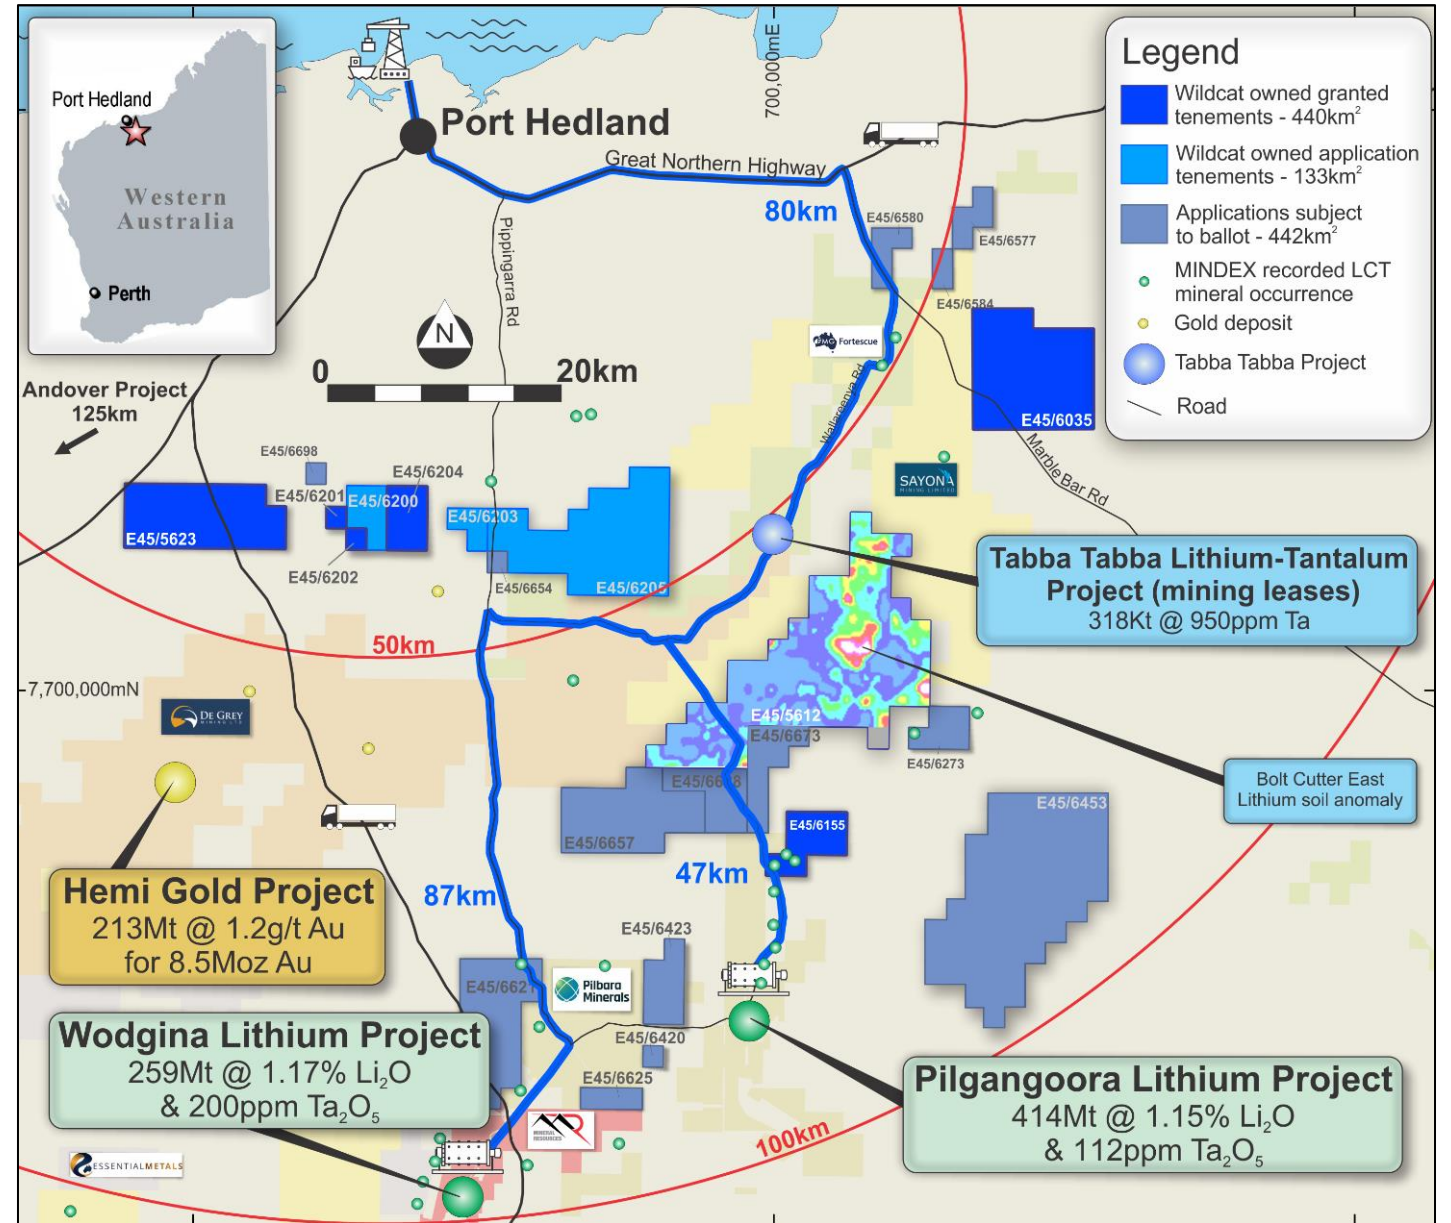 Port Hedland
Western
Australia
Perth
Port Hedland
700,000mE
Great Northern Highway
80km
Pippingarra Rd
N
0
20km
Andover Project
125km
Legend
Wildcat owned granted
tenements - 440km²
Wildcat owned application
tenements - 133km²
Applications subject
to ballot - 442km²
MINDEX recorded LCT
mineral occurrence
Gold deposit
Tabba Tabba Project
Road
E45/6580
E45/6577
E45/6584
Fortescue
Wallareenya Rd
E45/6035
Marble Bar Rd
SAYONA
MINING LIMITED
E45/6698
E45/6201
E45/6200
E45/6204
E45/5623
E45/6202
E45/6203
E45/6654
E45/6205
Tabba Tabba Lithium-Tantalum
Project (mining leases)
318Kt @ 950ppm Ta
50km
7,700,000mN
DE GREY
MINING LTD
E45/5612
E45/6673
E45/6273
Bolt Cutter East
Lithium soil anomaly
E45/6657
E45/6155
E45/6453
87km
47km
Hemi Gold Project
213Mt @ 1.2g/t Au
for 8.5Moz Au
E45/6423
Pilbara
Minerals
Wodgina Lithium Project
259Mt @ 1.17% Li₂O
& 200ppm Ta₂O₅
E45/6420
E45/6625
MINERAL
RESOURCES
Pilgangoora Lithium Project
414Mt @ 1.15% Li₂O
& 112ppm Ta₂O₅
100km
ESSENTIALMETALS